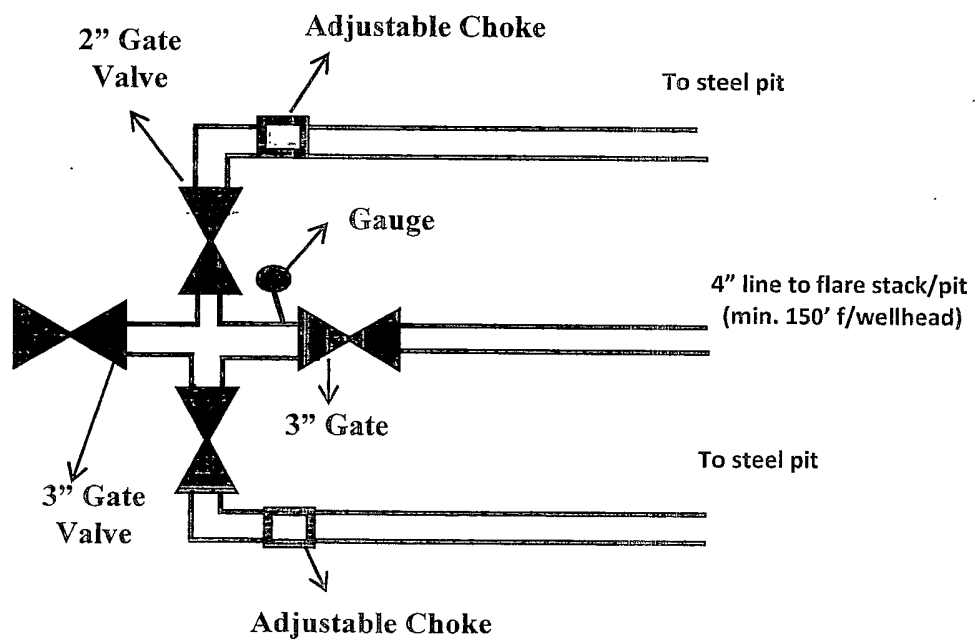 Adjustable Choke
2” Gate
Valve
To steel pit
Gauge
4” line to flare stack/pit
(min. 150’ f/wellhead)
3” Gate
To steel pit
3” Gate
Valve
Adjustable Choke